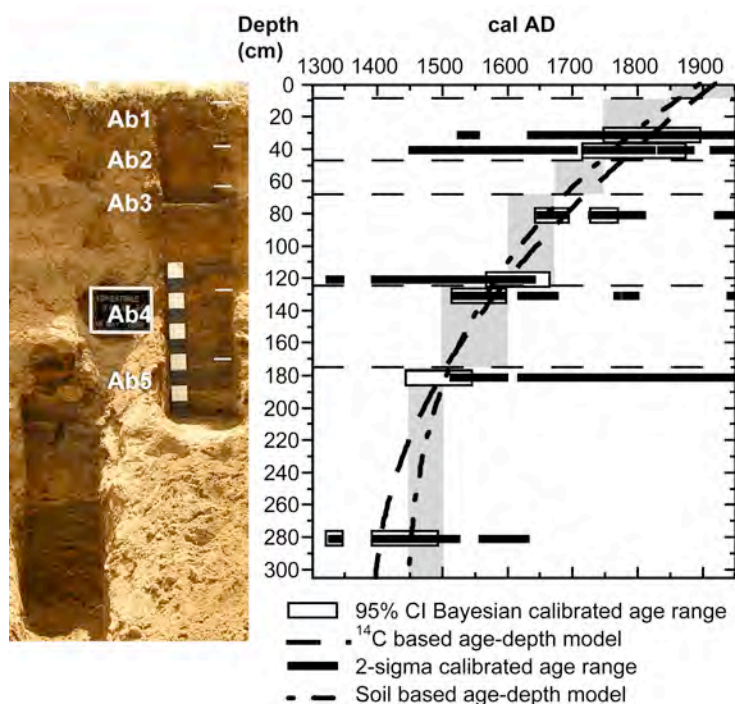 Depth
(cm)
cal AD
1300 1400 1500 1600 1700 1800 1900
0
20
40
60
80
100
120
140
160
180
200
220
240
260
280
300
Ab1
Ab2
Ab3
Ab4
Ab5
95% CI Bayesian calibrated age range
¹⁴C based age-depth model
2-sigma calibrated age range
Soil based age-depth model